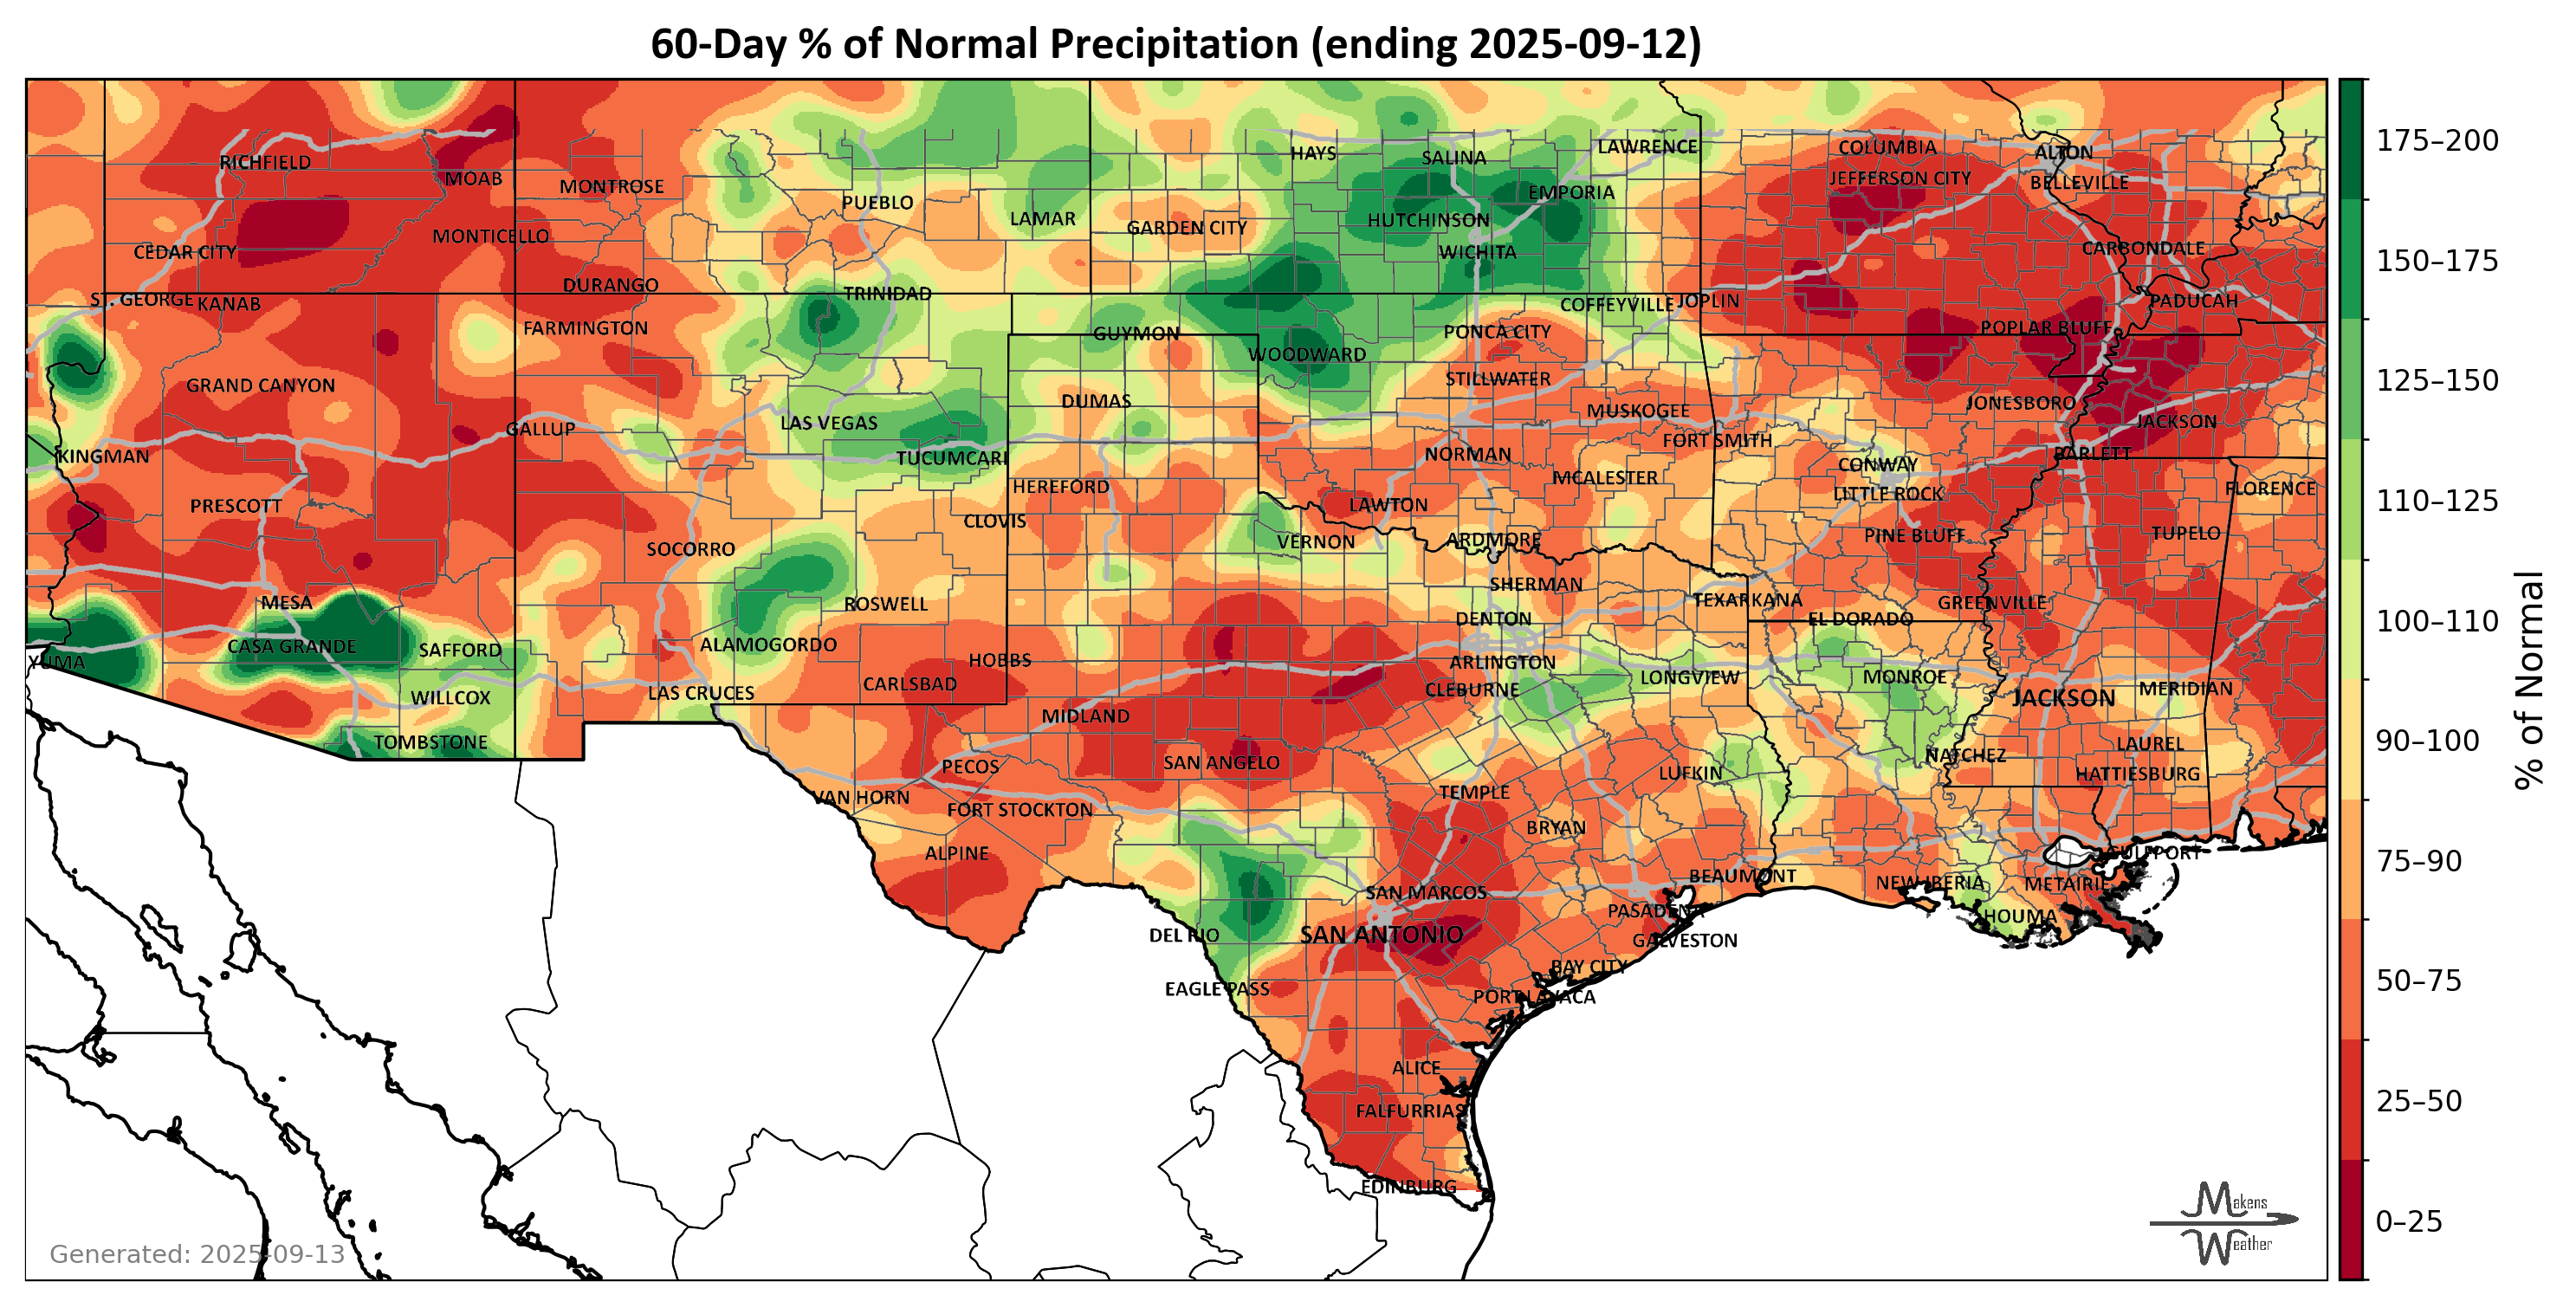 60-Day % of Normal Precipitation (ending 2025-09-12)
RICHFIELD
MOAB
MONTROSE
PUEBLO
LAMAR
GARDEN CITY
HAYS
SALINA
LAWRENCE
EMPORIA
HUTCHINSON
WICHITA
COLUMBIA
JEFFERSON CITY
ALTON
BELLEVILLE
CARBONDALE
CEDAR CITY
MONTICELLO
ST. GEORGE
KANAB
DURANGO
TRINIDAD
COFFEYVILLE
JOPLIN
PADUCAH
FARMINGTON
GUYMON
PONCA CITY
POPLAR BLUFF
WOODWARD
GRAND CANYON
STILLWATER
DUMAS
MUSKOGEE
JONESBORO
JACKSON
GALLUP
LAS VEGAS
FORT SMITH
KINGMAN
TUCUMCARI
NORMAN
BARLETT
CONWAY
MCALESTER
HEREFORD
LITTLE ROCK
FLORENCE
PRESCOTT
LAWTON
CLOVIS
PINE BLUFF
TUPELO
SOCORRO
VERNON
ARDMORE
SHERMAN
MESA
ROSWELL
TEXARKANA
GREENVILLE
DENTON
EL DORADO
CASA GRANDE
SAFFORD
ALAMOGORDO
YUMA
HOBBS
ARLINGTON
LONGVIEW
MONROE
CARLSBAD
CLEBURNE
WILLCOX
LAS CRUCES
JACKSON
MERIDIAN
MIDLAND
TOMBSTONE
LAUREL
NATCHEZ
PECOS
SAN ANGELO
LUFKIN
HATTIESBURG
VAN HORN
FORT STOCKTON
TEMPLE
BRYAN
ALPINE
GULFPORT
BEAUMONT
NEW IBERIA
METAIRIE
SAN MARCOS
PASADENA
HOUMA
DEL RIO
SAN ANTONIO
GALVESTON
BAY CITY
EAGLE PASS
PORT LAVACA
ALICE
FALFURRIAS
EDINBURG
175–200
150–175
125–150
110–125
100–110
90–100
75–90
50–75
25–50
0–25
% of Normal
Makens
Weather
Generated: 2025-09-13